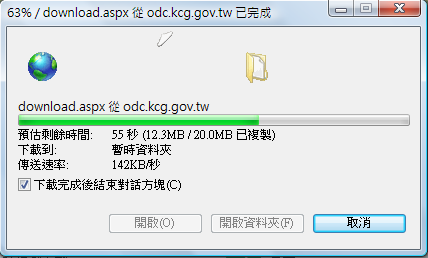 63% / download.aspx 從 odc.kcg.gov.tw 已完成
download.aspx 從 odc.kcg.gov.tw
預估剩餘時間: 55 秒 (12.3MB / 20.0MB 已複製)
下載到: 暫時資料夾
傳送速率: 142KB/秒
下載完成後結束對話方塊(C)
開啟(O) 開啟資料夾(F) 取消